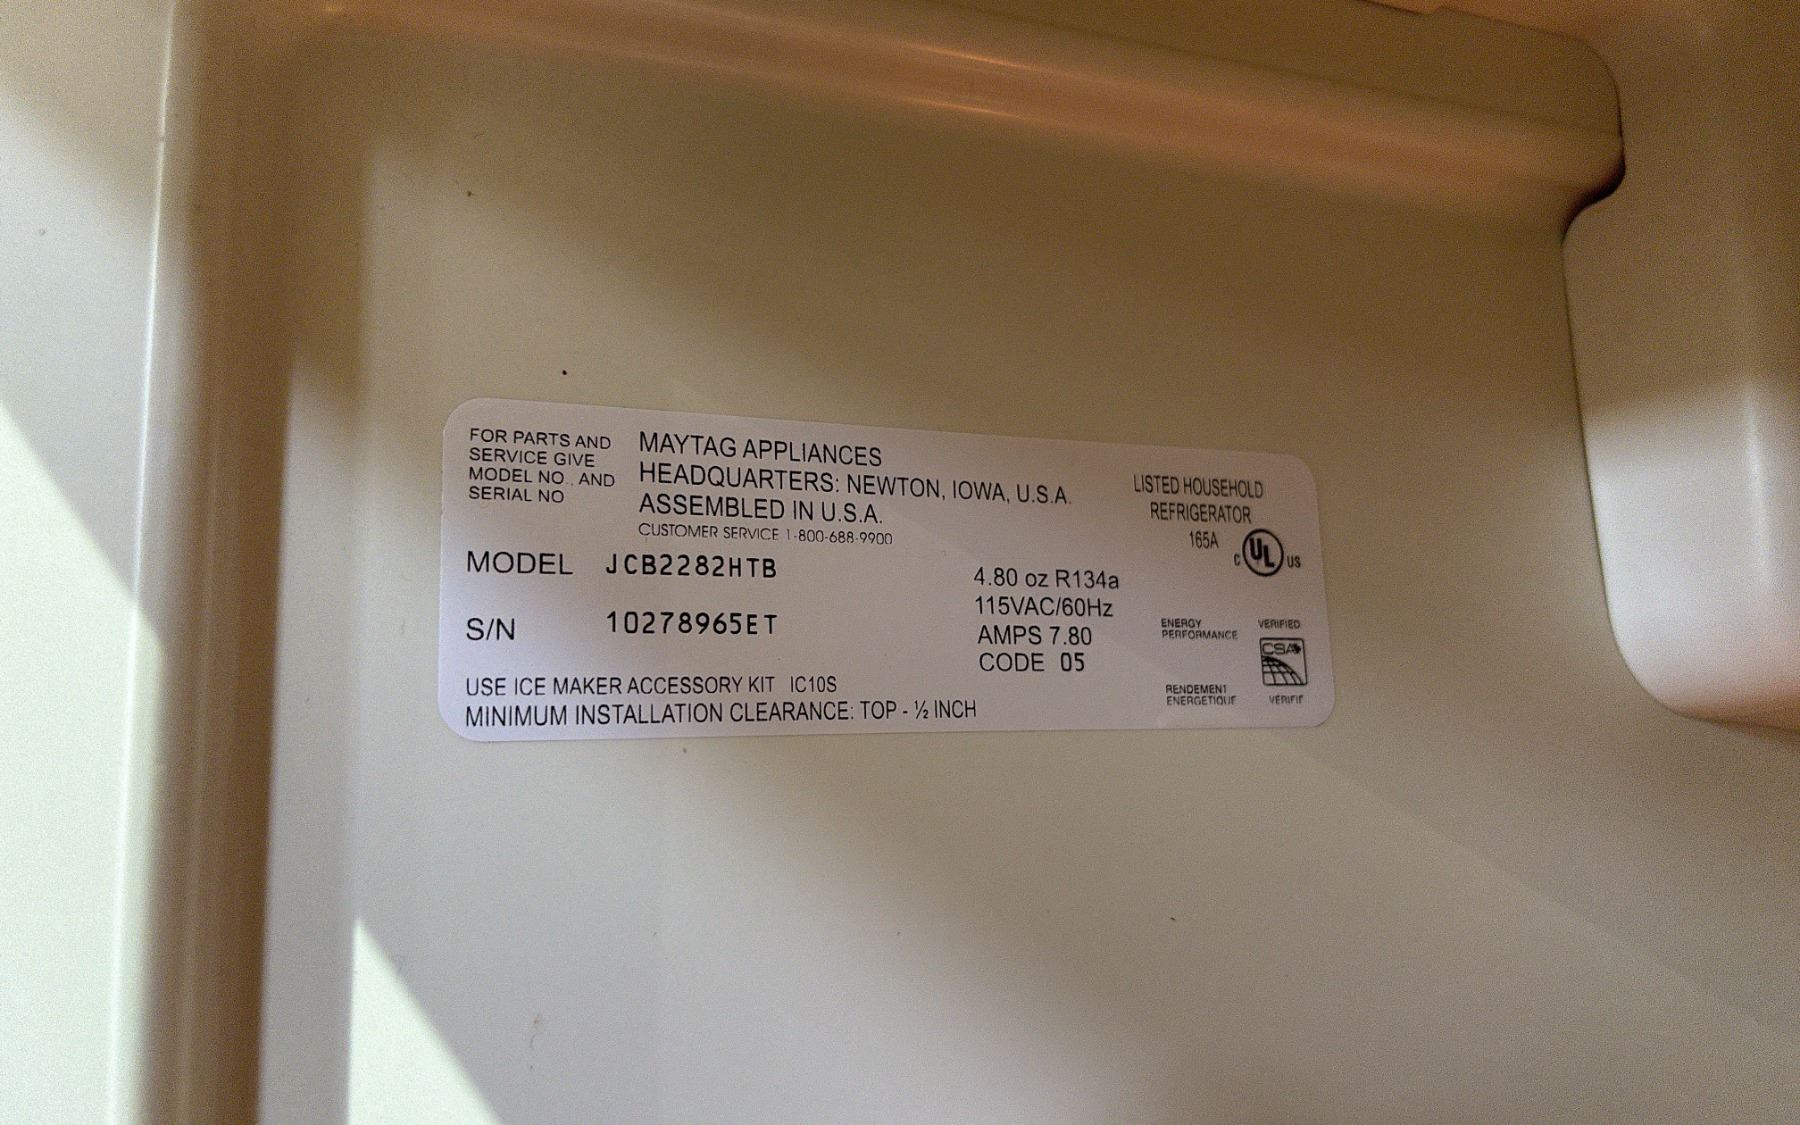 FOR PARTS AND
SERVICE GIVE
MODEL NO., AND
SERIAL NO
MAYTAG APPLIANCES
HEADQUARTERS: NEWTON, IOWA, U.S.A.
ASSEMBLED IN U.S.A.
CUSTOMER SERVICE 1-800-688-9900
LISTED HOUSEHOLD
REFRIGERATOR
165A
C UL US
MODEL JCB2282HTB
S/N 10278965ET
4.80 oz R134a
115VAC/60Hz
AMPS 7.80
CODE 05
ENERGY
PERFORMANCE
VERIFIED
CSA
RENDEMENT
ENERGETIQUE
VERIFIE
USE ICE MAKER ACCESSORY KIT IC10S
MINIMUM INSTALLATION CLEARANCE: TOP - ½ INCH